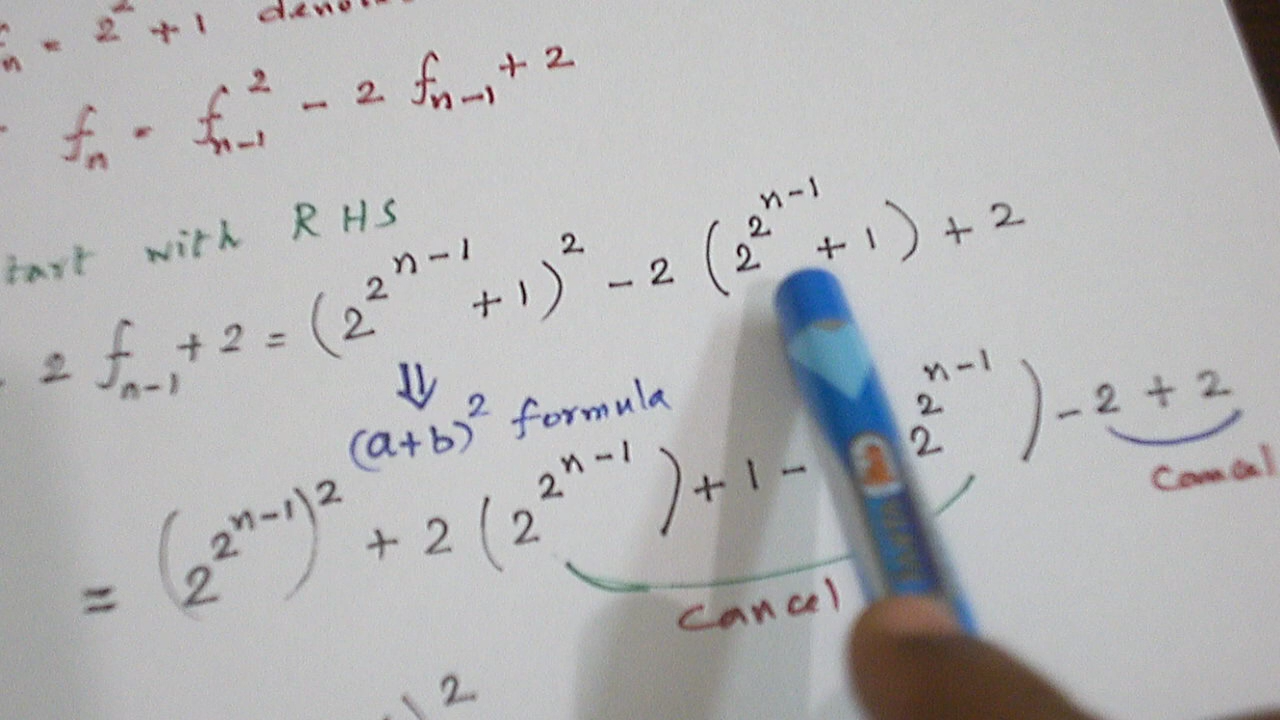 fₙ = 2^2 + 1
fₙ = fₙ₋₁² - 2 fₙ₋₁ + 2
with RHS
2 fₙ₋₁ + 2 = (2^2^(n-1) + 1)² - 2 (2^2^(n-1) + 1) + 2
⇓
(a+b)² formula
= (2^2^(n-1))² + 2 (2^2^(n-1)) + 1 - 2^2^(n-1) ) - 2 + 2
Cancel
Cancel
)2